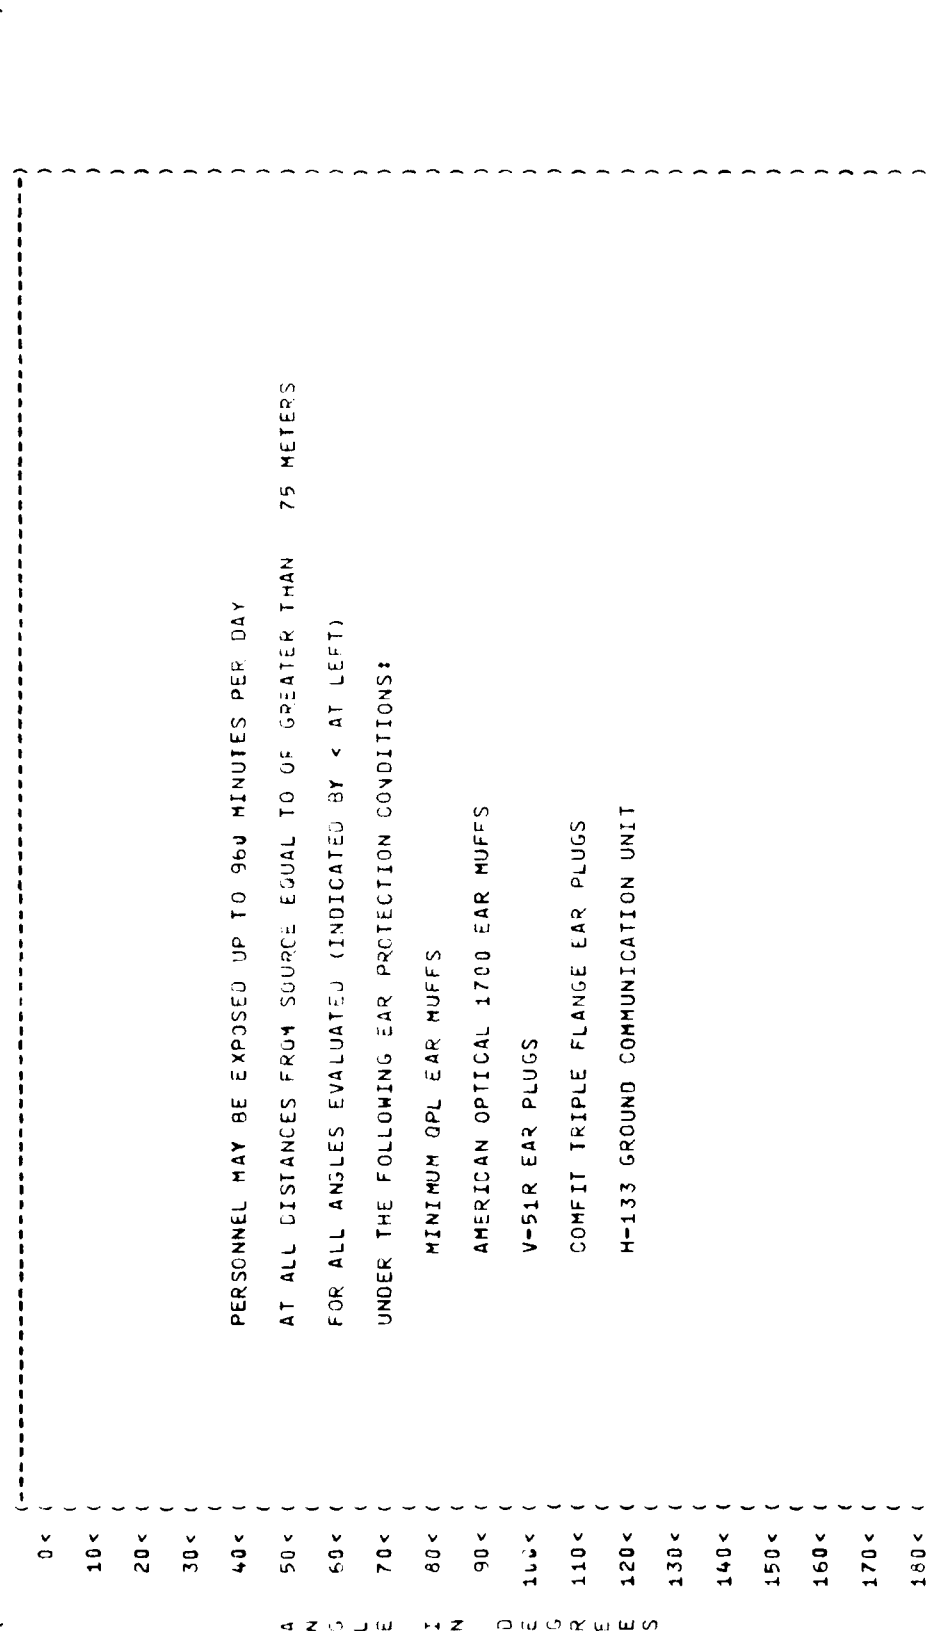 0<
10<
20<
30<
40< PERSONNEL MAY BE EXPOSED UP TO 960 MINUTES PER DAY
50< AT ALL DISTANCES FROM SOURCE EQUAL TO OF GREATER THAN 75 METERS
60< FOR ALL ANGLES EVALUATED (INDICATED BY < AT LEFT)
70< UNDER THE FOLLOWING EAR PROTECTION CONDITIONS:
80< MINIMUM QPL EAR MUFFS
90< AMERICAN OPTICAL 1700 EAR MUFFS
100< V-51R EAR PLUGS
110< COMFIT TRIPLE FLANGE EAR PLUGS
120< H-133 GROUND COMMUNICATION UNIT
130<
140<
150<
160<
170<
180<
ANGLE IN DEGREES